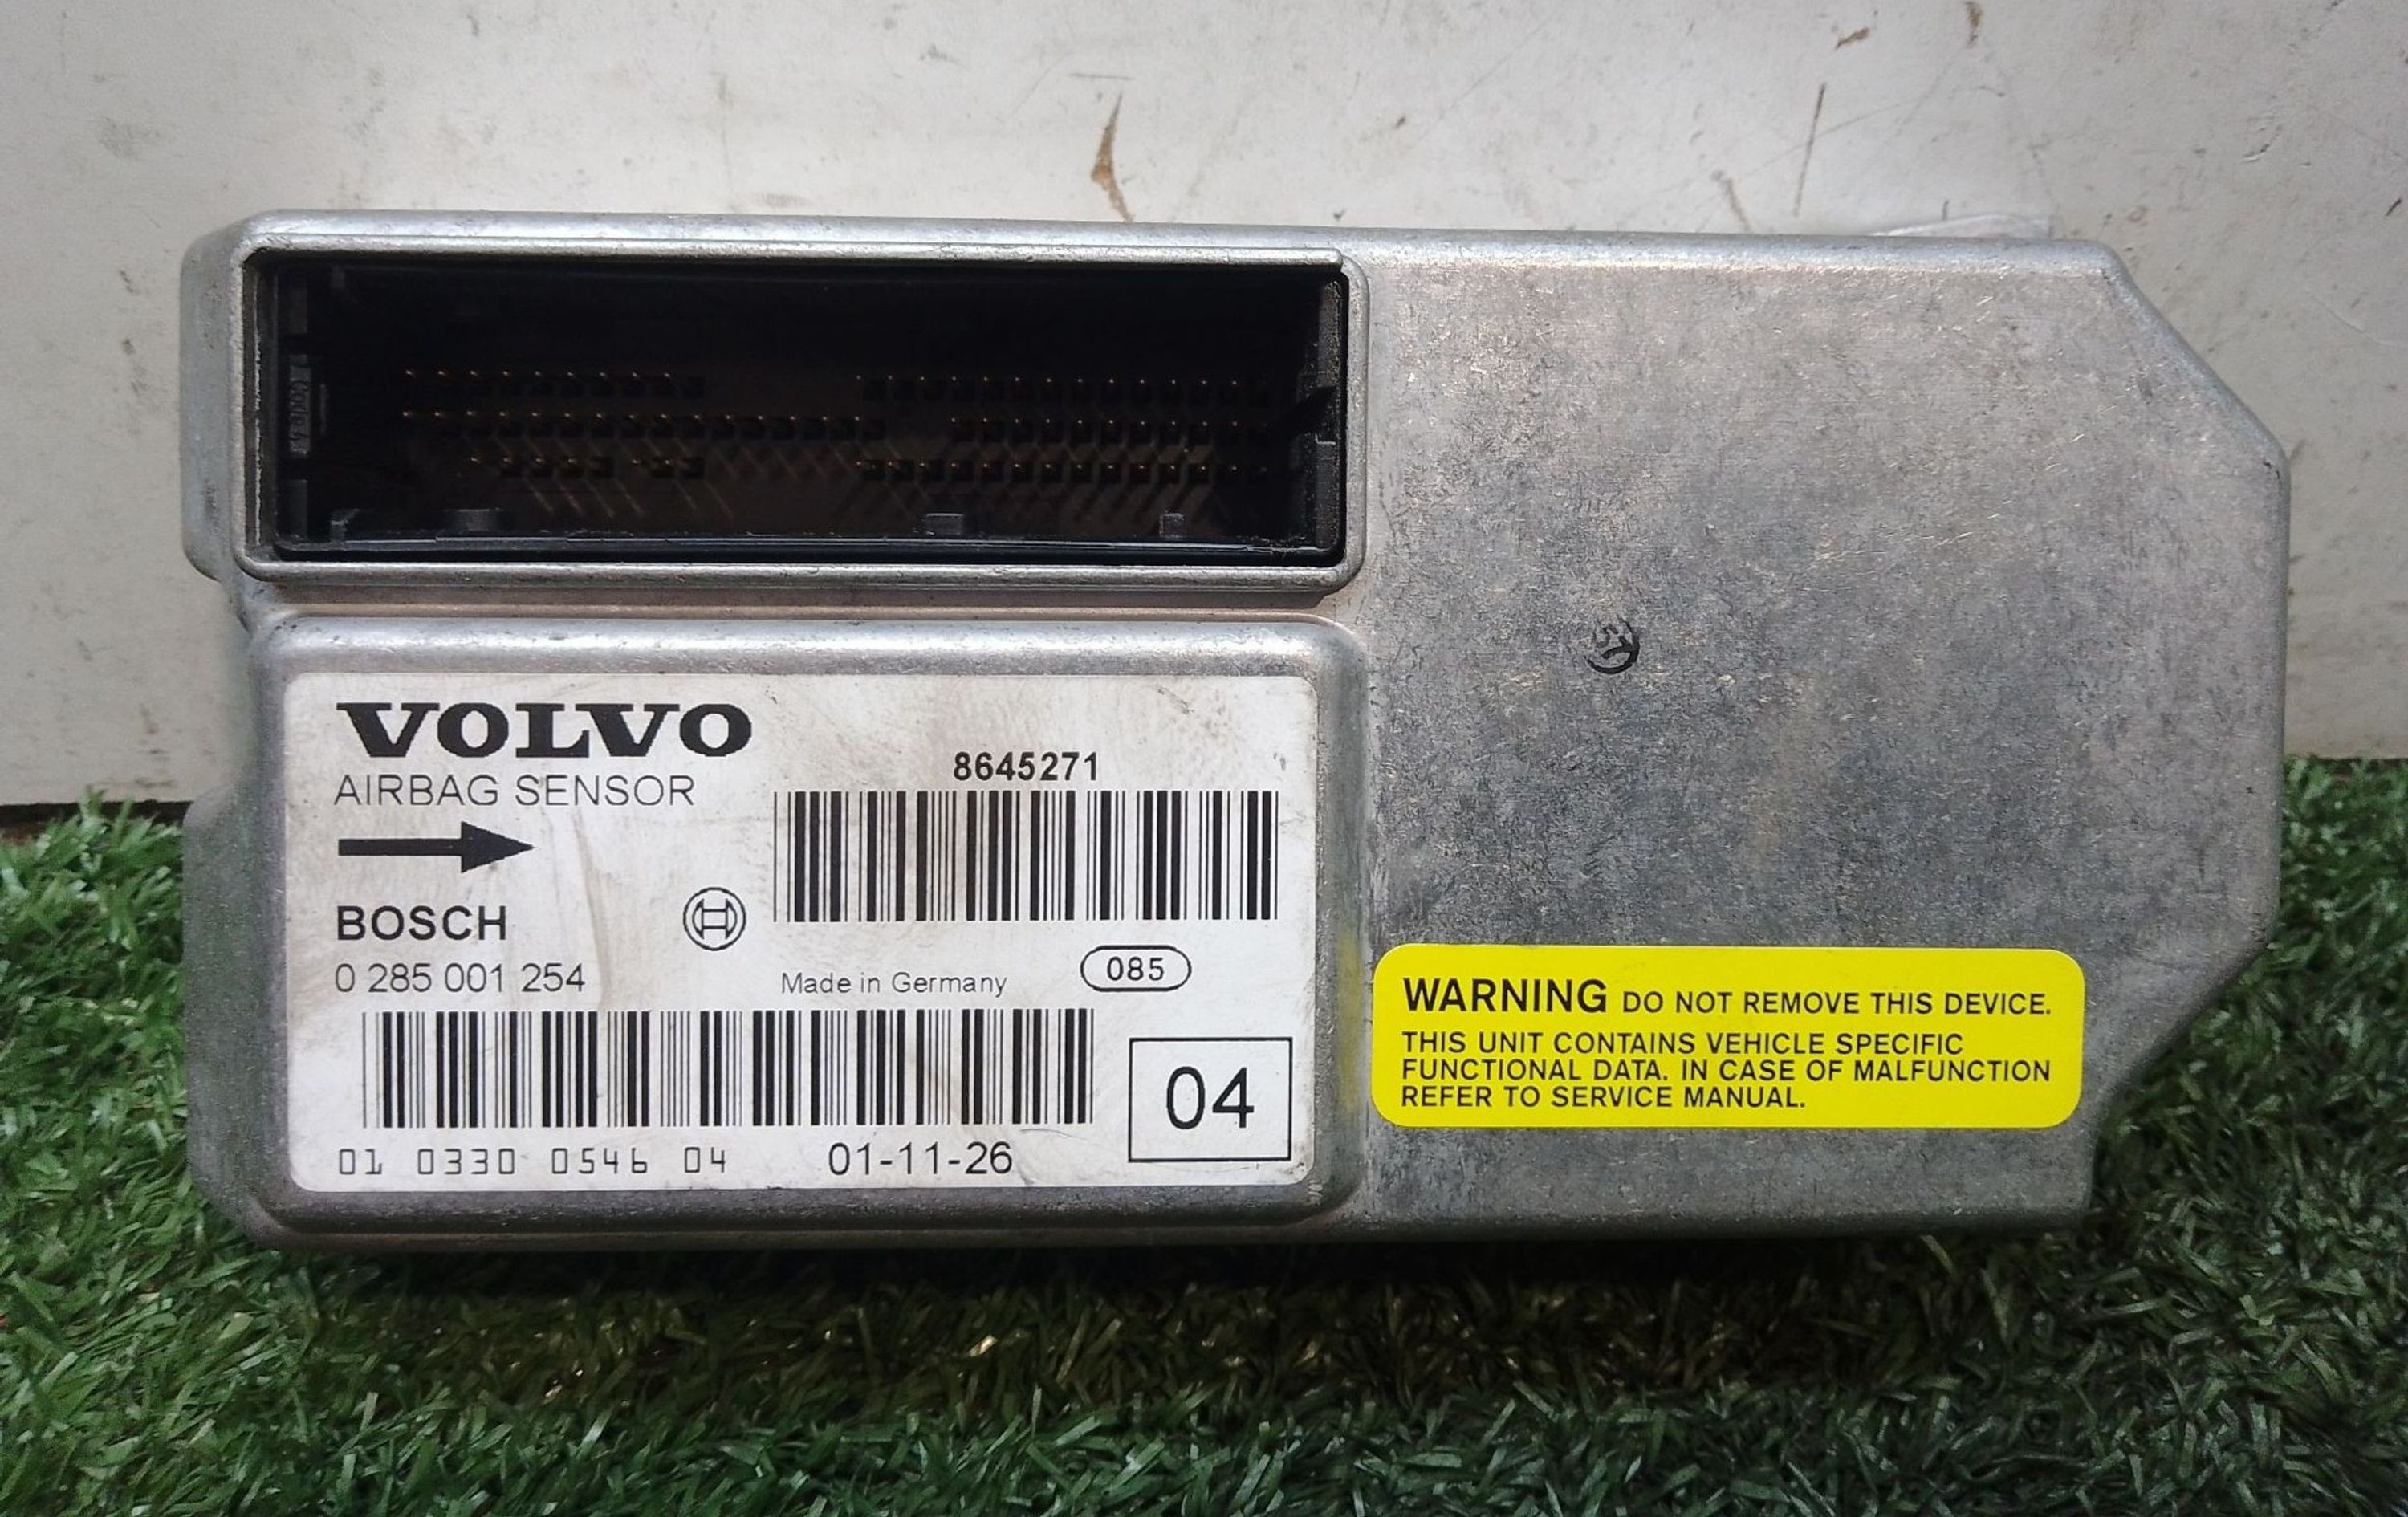 VOLVO
AIRBAG SENSOR
8645271
BOSCH
0 285 001 254
Made in Germany
085
01 0330 0546 04
01-11-26
04
57
WARNING DO NOT REMOVE THIS DEVICE.
THIS UNIT CONTAINS VEHICLE SPECIFIC
FUNCTIONAL DATA. IN CASE OF MALFUNCTION
REFER TO SERVICE MANUAL.